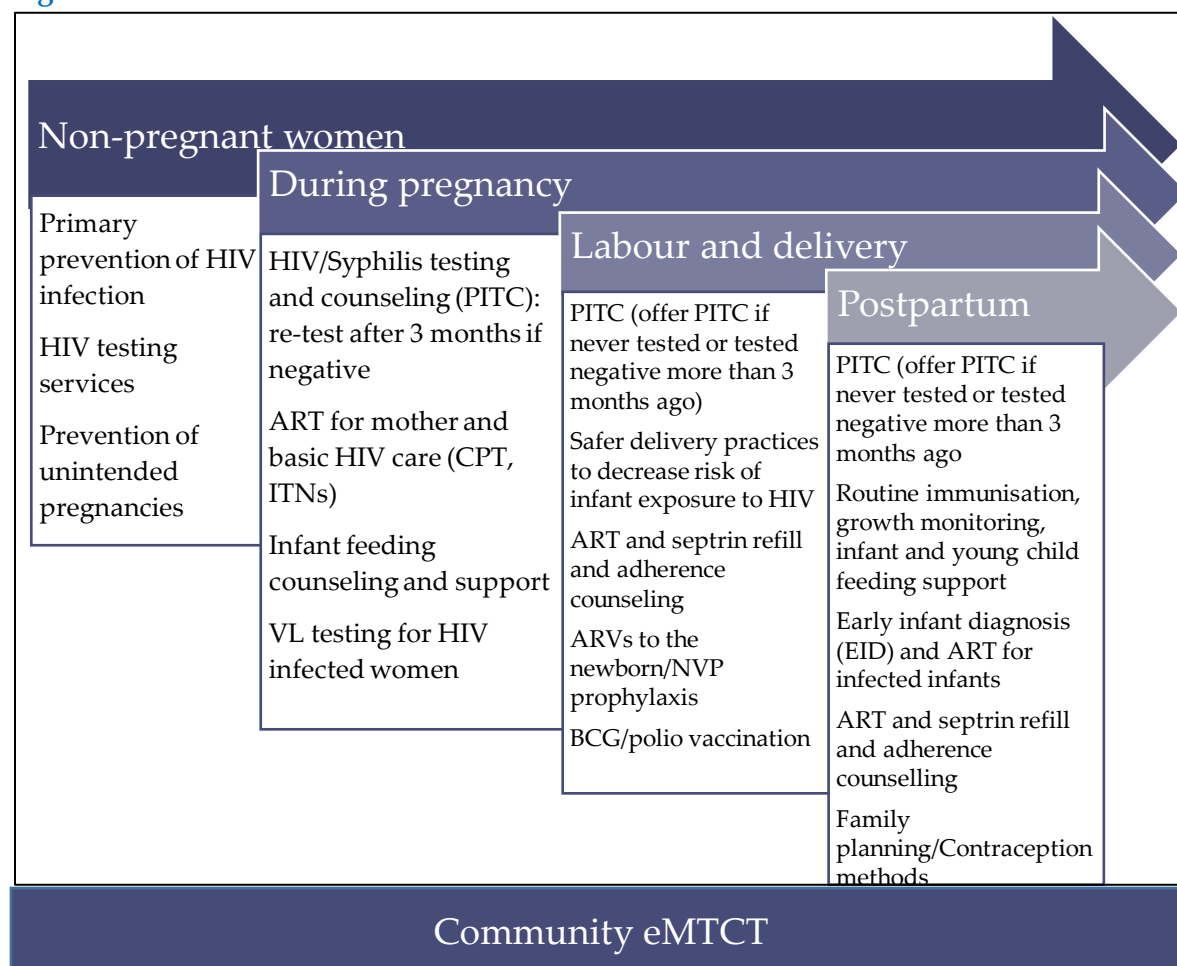 Non-pregnant women
Primary
prevention of HIV
infection
HIV testing
services
Prevention of
unintended
pregnancies
During pregnancy
HIV/Syphilis testing
and counseling (PITC):
re-test after 3 months if
negative
ART for mother and
basic HIV care (CPT,
ITNs)
Infant feeding
counseling and support
VL testing for HIV
infected women
Labour and delivery
PITC (offer PITC if
never tested or tested
negative more than 3
months ago)
Safer delivery practices
to decrease risk of
infant exposure to HIV
ART and septrin refill
and adherence
counseling
ARVs to the
newborn/NVP
prophylaxis
BCG/polio vaccination
Postpartum
PITC (offer PITC if
never tested or tested
negative more than 3
months ago
Routine immunisation,
growth monitoring,
infant and young child
feeding support
Early infant diagnosis
(EID) and ART for
infected infants
ART and septrin refill
and adherence
counselling
Family
planning/Contraception
methods
Community eMTCT